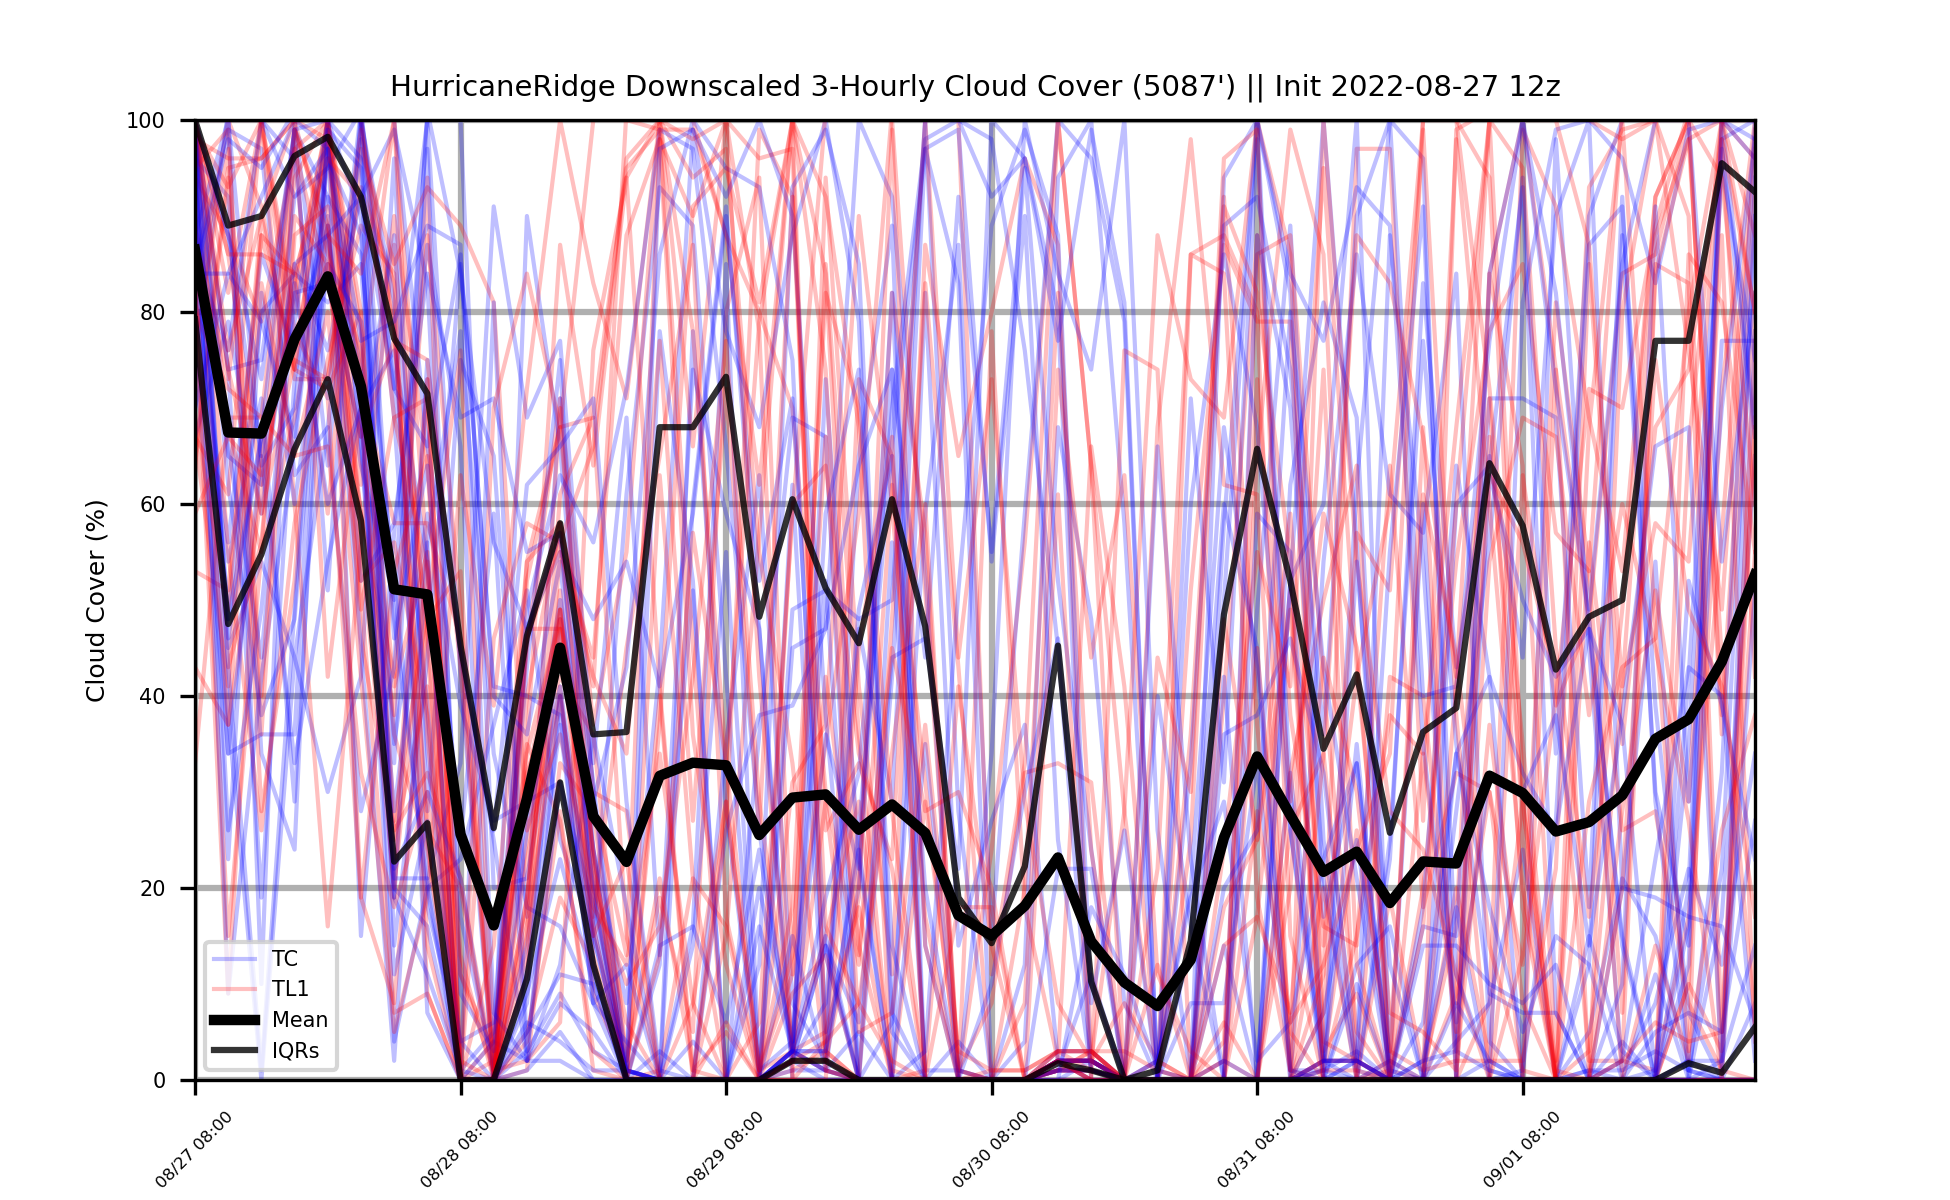 HurricaneRidge Downscaled 3-Hourly Cloud Cover (5087') || Init 2022-08-27 12z
Cloud Cover (%)
100
80
60
40
20
0
TC
TL1
Mean
IQRs
08/27 08:00
08/28 08:00
08/29 08:00
08/30 08:00
08/31 08:00
09/01 08:00